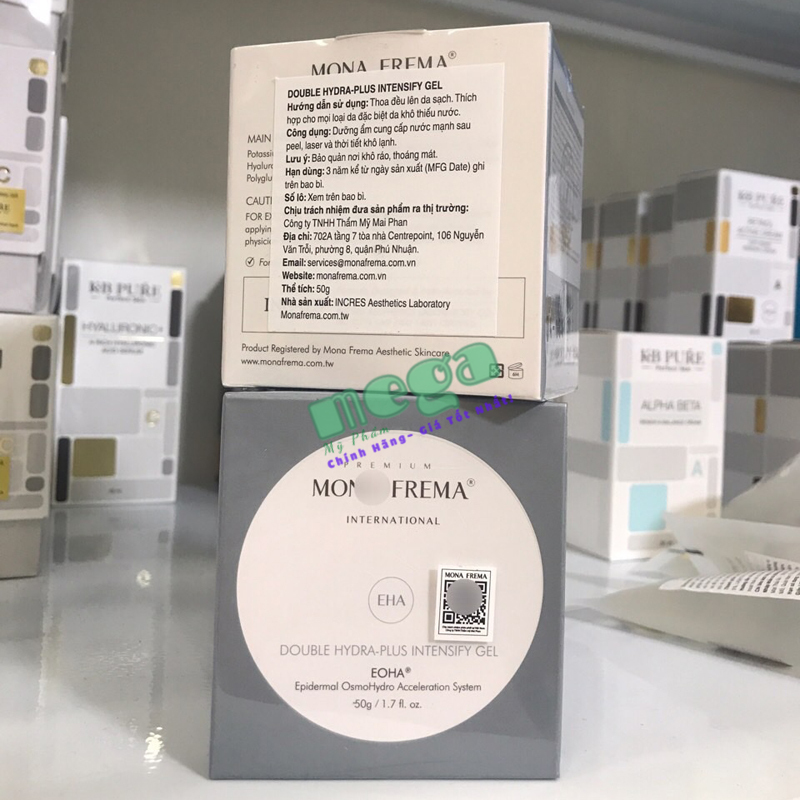 MONA FREMA®
DOUBLE HYDRA-PLUS INTENSIFY GEL
Hướng dẫn sử dụng: Thoa đều lên da sạch. Thích
hợp cho mọi loại da đặc biệt da khô thiếu nước.
Công dụng: Dưỡng ẩm cung cấp nước mạnh sau
peel, laser và thời tiết khô lạnh.
Lưu ý: Bảo quản nơi khô ráo, thoáng mát.
Hạn dùng: 3 năm kể từ ngày sản xuất (MFG Date) ghi
trên bao bì.
Số lô: Xem trên bao bì.
Chịu trách nhiệm đưa sản phẩm ra thị trường:
Công ty TNHH Thẩm Mỹ Mai Phan
Địa chỉ: 702A tầng 7 tòa nhà Centrepoint, 106 Nguyễn
Văn Trỗi, phường 8, quận Phú Nhuận.
Email: services@monafrema.com.vn
Website: monafrema.com.vn
Thể tích: 50g
Nhà sản xuất: INCRES Aesthetics Laboratory
Monafrema.com.tw
MAIN
CAUT
FOR E
applyin
physici
Product Registered by Mona Frema Aesthetic Skincare
www.monafrema.com.tw
mega
Mỹ Phẩm
Chính Hãng- Giá Tốt Nhất!
PREMIUM
MON FREMA®
INTERNATIONAL
MONA FREMA
EHA
DOUBLE HYDRA-PLUS INTENSIFY GEL
EOHA®
Epidermal OsmoHydro Acceleration System
50g / 1.7 fl. oz.
KB PURE
HYALURONIC+
KB PURE
ALPHA BETA
A
KB PURE